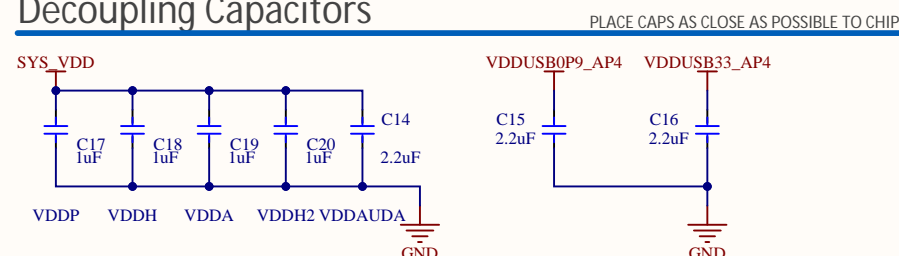 Decoupling Capacitors
PLACE CAPS AS CLOSE AS POSSIBLE TO CHIP
SYS_VDD
VDDUSB0P9_AP4
VDDUSB33_AP4
C17
1uF
C18
1uF
C19
1uF
C20
1uF
C14
2.2uF
C15
2.2uF
C16
2.2uF
VDDP
VDDH
VDDA
VDDH2
VDDAUDA
GND
GND